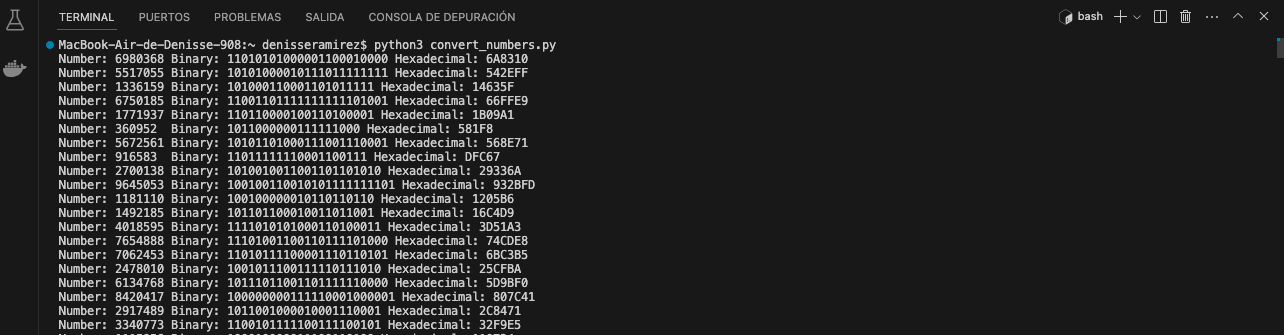 TERMINAL PUERTOS PROBLEMAS SALIDA CONSOLA DE DEPURACIÓN bash
MacBook-Air-de-Denisse-908:~ denisseramirez$ python3 convert_numbers.py
Number: 6980368 Binary: 11010101000001100010000 Hexadecimal: 6A8310
Number: 5517055 Binary: 10101000010111011111111 Hexadecimal: 542EFF
Number: 1336159 Binary: 101000110001101011111 Hexadecimal: 14635F
Number: 6750185 Binary: 11001101111111111101001 Hexadecimal: 66FFE9
Number: 1771937 Binary: 110110000100110100001 Hexadecimal: 1B09A1
Number: 360952 Binary: 1011000000111111000 Hexadecimal: 581F8
Number: 5672561 Binary: 10101101000111001110001 Hexadecimal: 568E71
Number: 916583 Binary: 11011111110001100111 Hexadecimal: DFC67
Number: 2700138 Binary: 1010010011001101101010 Hexadecimal: 29336A
Number: 9645053 Binary: 100100110010101111111101 Hexadecimal: 932BFD
Number: 1181110 Binary: 100100000010110110110 Hexadecimal: 1205B6
Number: 1492185 Binary: 101101100010011011001 Hexadecimal: 16C4D9
Number: 4018595 Binary: 1111010101000110100011 Hexadecimal: 3D51A3
Number: 7654888 Binary: 11101001100110111101000 Hexadecimal: 74CDE8
Number: 7062453 Binary: 11010111100001110110101 Hexadecimal: 6BC3B5
Number: 2478010 Binary: 1001011100111110111010 Hexadecimal: 25CFBA
Number: 6134768 Binary: 10111011001101111110000 Hexadecimal: 5D9BF0
Number: 8420417 Binary: 100000000111110001000001 Hexadecimal: 807C41
Number: 2917489 Binary: 1011001000010001110001 Hexadecimal: 2C8471
Number: 3340773 Binary: 1100101111100111100101 Hexadecimal: 32F9E5